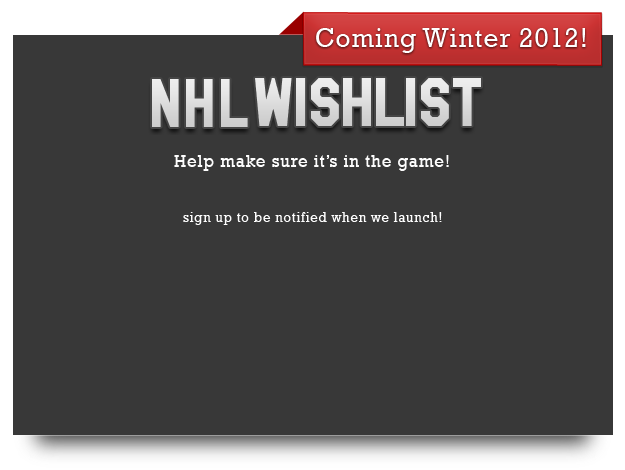 Coming Winter 2012!
NHL WISHLIST
Help make sure it's in the game!
sign up to be notified when we launch!